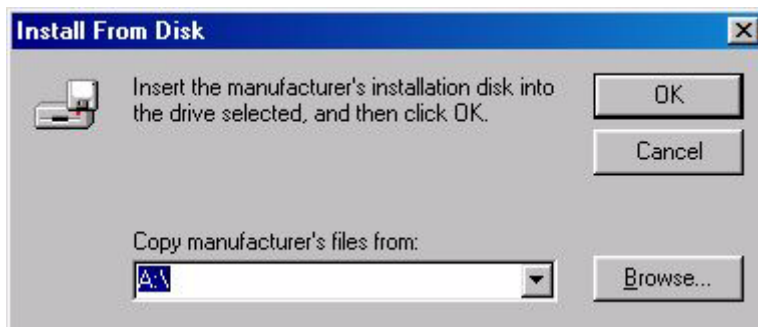 Install From Disk
Insert the manufacturer's installation disk into
the drive selected, and then click OK.
OK
Cancel
Copy manufacturer's files from:
A:\
Browse...